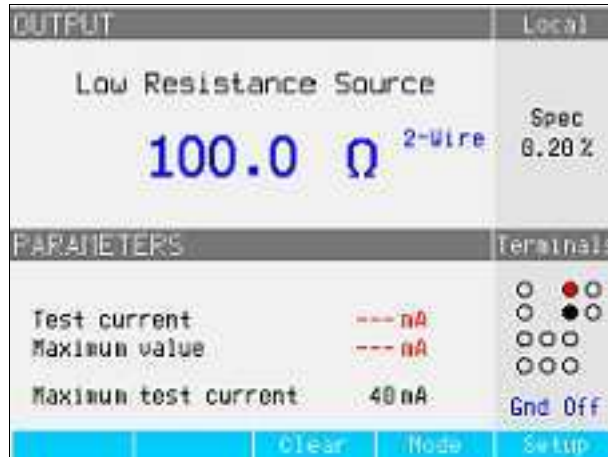 OUTPUT Local
Low Resistance Source
100.0 Ω 2-Wire
Spec
0.20 %
PARAMETERS Terminals
Test current --- mA
Maximum value --- mA
Maximum test current 40 mA
Gnd Off
Clear Mode Setup